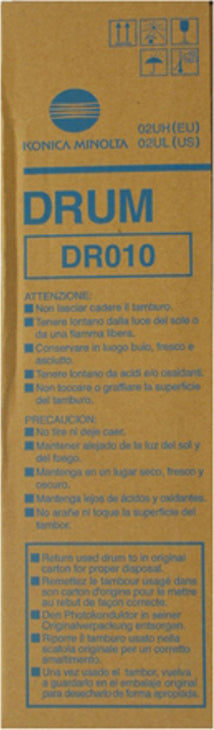 02UH (EU)
KONICA MINOLTA 02UL (US)
DRUM
DR010
ATTENZIONE:
Non lasciar cadere il tamburo.
Tenere lontano dalla luce del sole o
da una fiamma libera.
Conservare in luogo buio, fresco e
asciutto.
Tenere lontano da acidi e/o ossidanti.
Non toccare o graffiare la superficie
del tamburo.
PRECAUCION:
No tire ni deje caer.
Mantener alejado de la luz del sol y
del fuego.
Mantenga en un lugar seco, fresco y
oscuro.
Mantenga lejos de ácidos y oxidantes.
No arañe ni toque la superficie del
tambor.
Return used drum to in original
carton for proper disposal.
Remettez le tambour usagé dans
son carton d'origine pour le mettre
au rebut de façon correcte.
Den Photokonduktor in seiner
Originalverpackung entsorgen.
Riporre il tamburo usato nella
scatola originale per un corretto
smaltimento.
Una vez usado el tambor, vuelva
a guardarlo en el embalaje original
para desecharlo de forma apropiada.